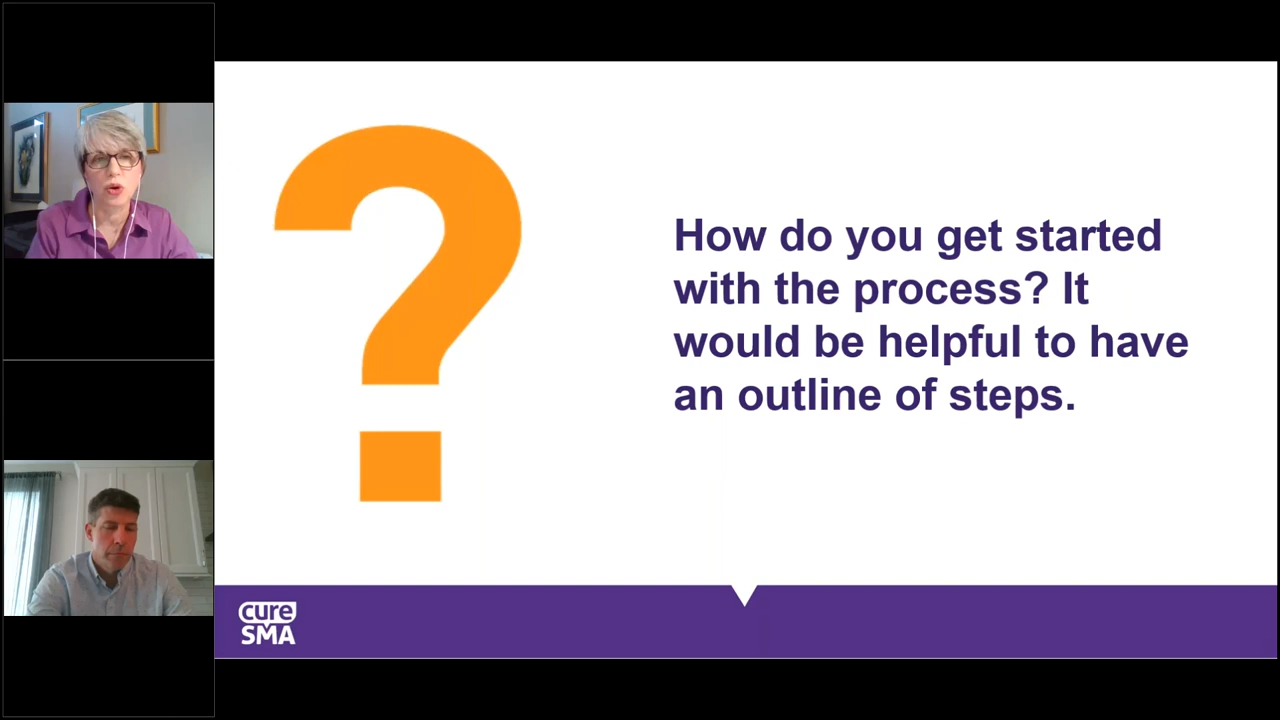 ?
How do you get started
with the process? It
would be helpful to have
an outline of steps.
cure
SMA